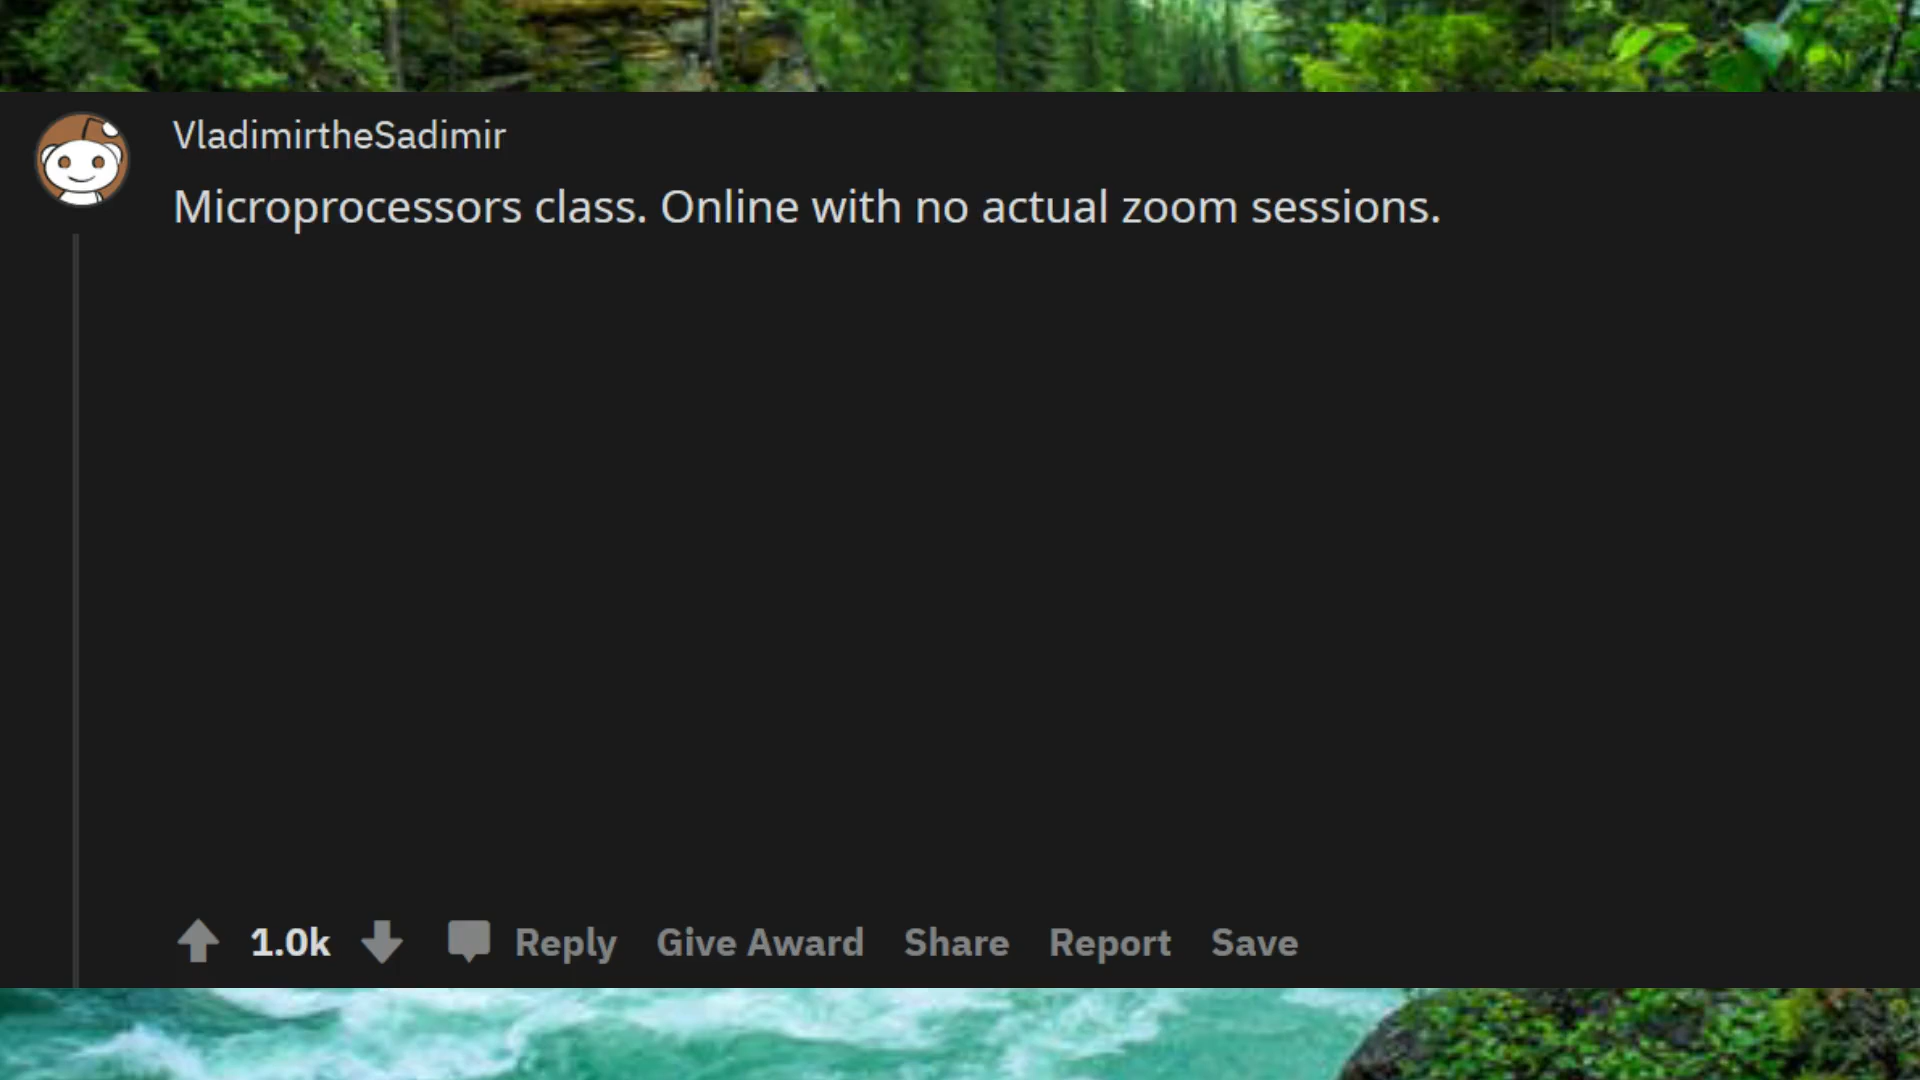 VladimirtheSadimir
Microprocessors class. Online with no actual zoom sessions.
1.0k Reply Give Award Share Report Save